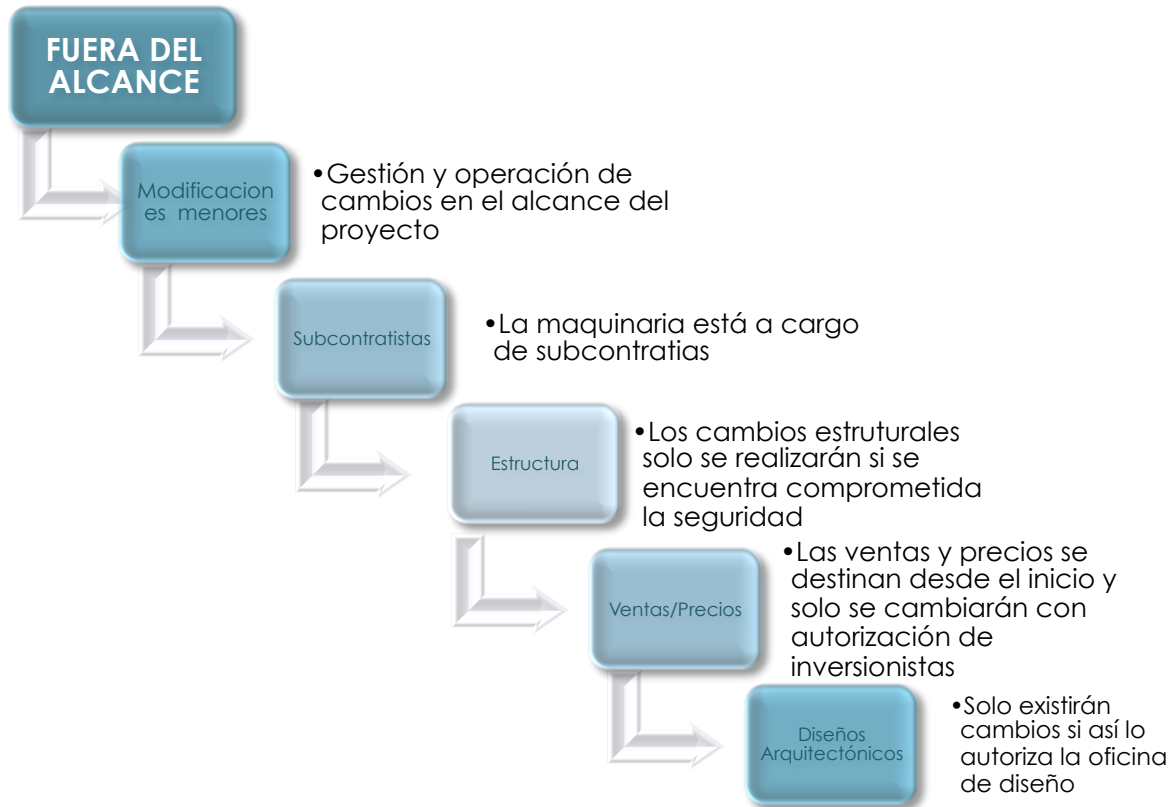 FUERA DEL
ALCANCE
Modificacion
es menores
•Gestión y operación de
cambios en el alcance del
proyecto
Subcontratistas
•La maquinaria está a cargo
de subcontratias
Estructura
•Los cambios estruturales
solo se realizarán si se
encuentra comprometida
la seguridad
Ventas/Precios
•Las ventas y precios se
destinan desde el inicio y
solo se cambiarán con
autorización de
inversionistas
Diseños
Arquitectónicos
•Solo existirán
cambios si así lo
autoriza la oficina
de diseño